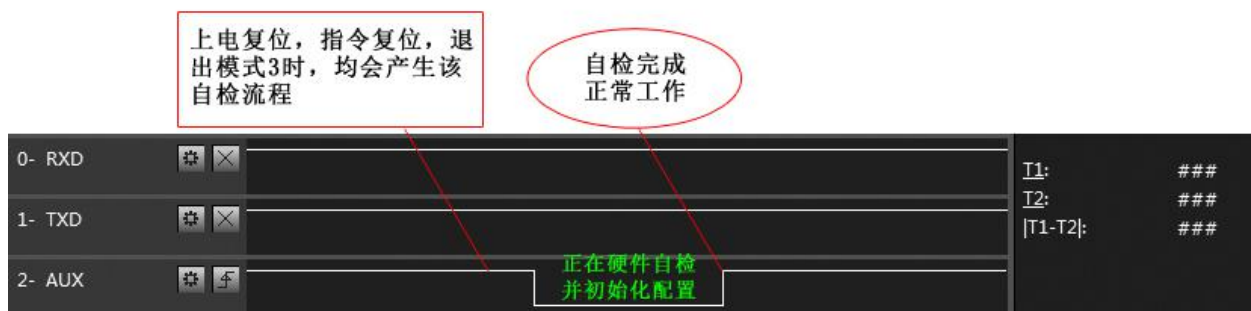 上电复位，指令复位，退
出模式3时，均会产生该
自检流程
自检完成
正常工作
0- RXD
T1: ###
T2: ###
1- TXD
|T1-T2|: ###
正在硬件自检
2- AUX
并初始化配置